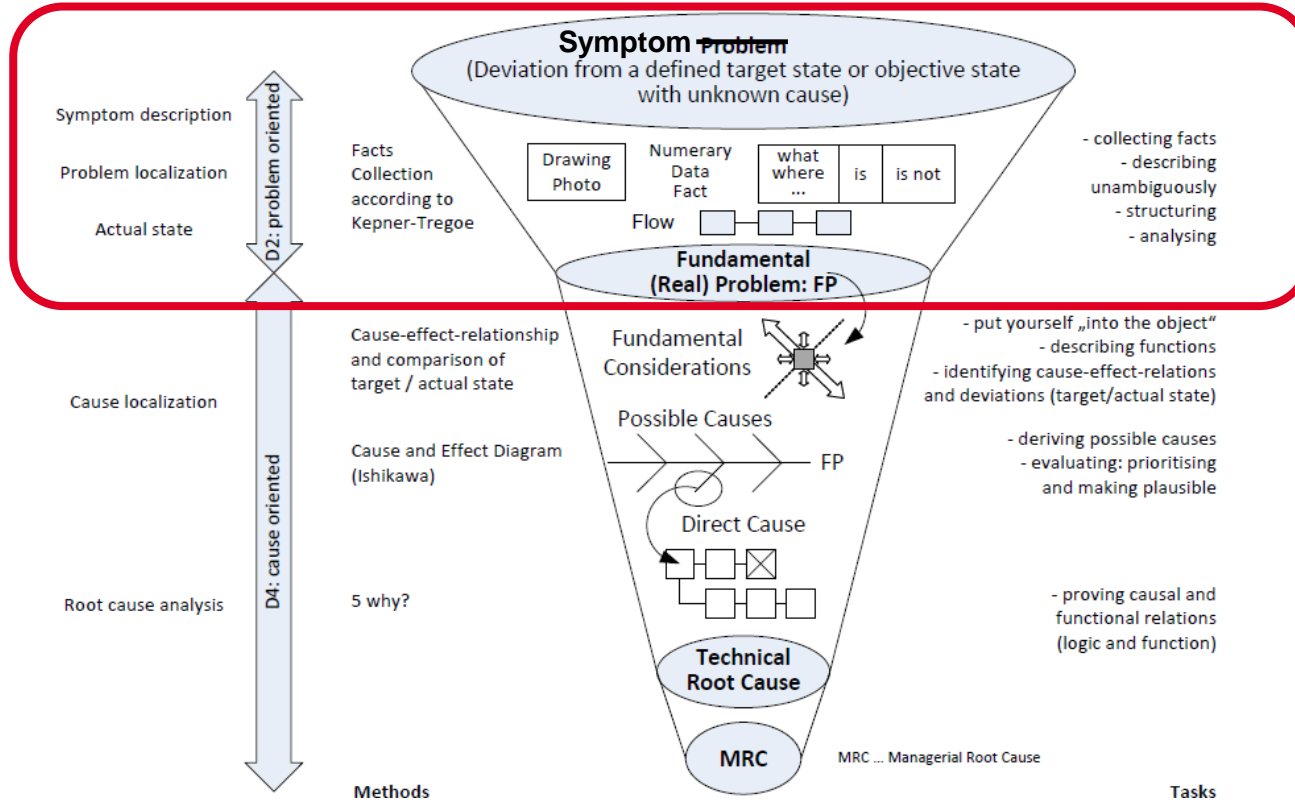 Symptom Problem
(Deviation from a defined target state or objective state
with unknown cause)
D2: problem oriented
Symptom description
Problem localization
Actual state
Facts
Collection
according to
Kepner-Tregoe
Drawing
Photo
Numerary
Data
Fact
what
where
...
is
is not
Flow
- collecting facts
- describing
unambiguously
- structuring
- analysing
Fundamental
(Real) Problem: FP
D4: cause oriented
Cause localization
Cause-effect-relationship
and comparison of
target / actual state
Fundamental
Considerations
- put yourself „into the object“
- describing functions
- identifying cause-effect-relations
and deviations (target/actual state)
Possible Causes
Cause and Effect Diagram
(Ishikawa)
FP
- deriving possible causes
- evaluating: prioritising
and making plausible
Direct Cause
Root cause analysis
5 why?
- proving causal and
functional relations
(logic and function)
Technical
Root Cause
MRC
MRC ... Managerial Root Cause
Methods
Tasks